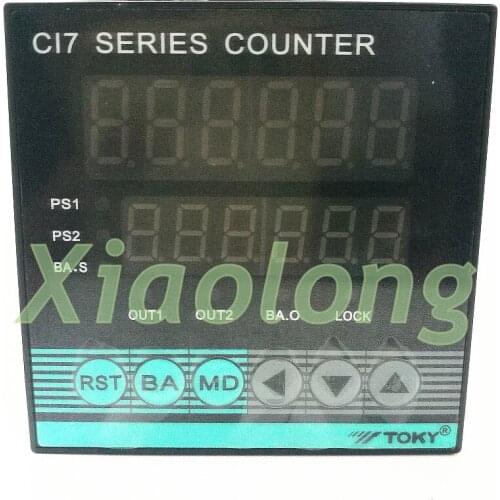 CI7 SERIES COUNTER
PS1
PS2
BA.S
Xiaolong
OUT1 OUT2 BA.O LOCK
RST BA MD
TOKY®